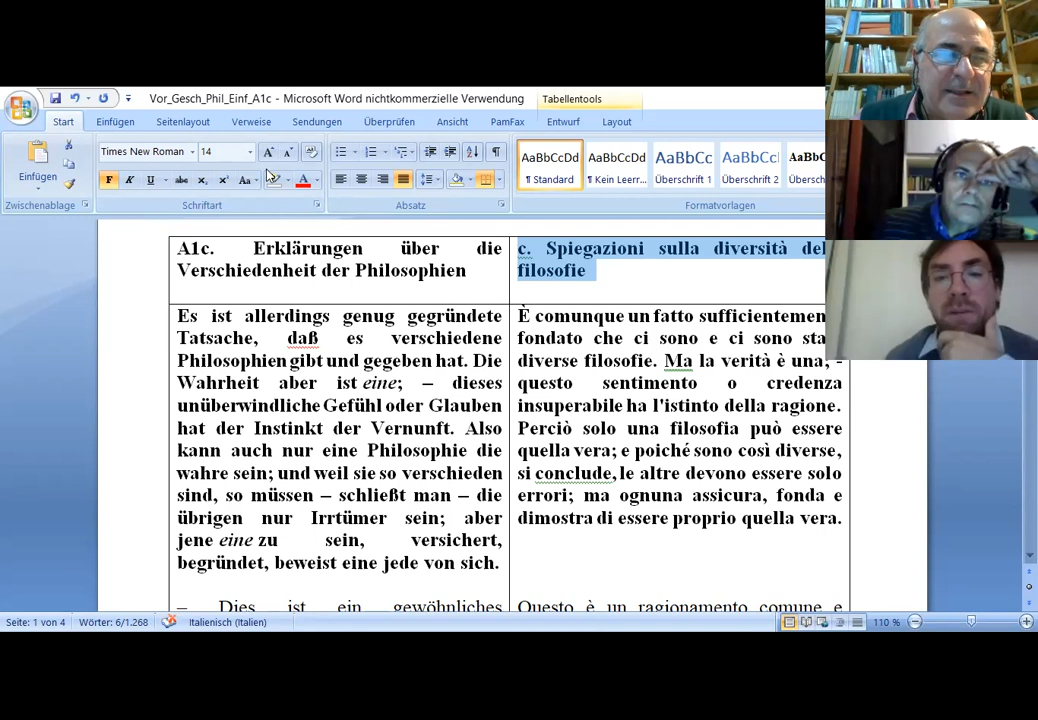 Vor_Gesch_Phil_Einf_A1c - Microsoft Word nichtkommerzielle Verwendung
Tabellentools
Start Einfügen Seitenlayout Verweise Sendungen Überprüfen Ansicht PamFax Entwurf Layout
Times New Roman 14
AaBbCcDd AaBbCcDd AaBbCc AaBbCc AaBbC
Einfügen
F K U abc x₂ x² Aa A
¶ Standard ¶ Kein Leerr... Überschrift 1 Überschrift 2 Übersch
Zwischenablage Schriftart Absatz Formatvorlagen
A1c. Erklärungen über die
Verschiedenheit der Philosophien
c. Spiegazioni sulla diversità del
filosofie
Es ist allerdings genug gegründete
Tatsache, daß es verschiedene
Philosophien gibt und gegeben hat. Die
Wahrheit aber ist eine; – dieses
unüberwindliche Gefühl oder Glauben
hat der Instinkt der Vernunft. Also
kann auch nur eine Philosophie die
wahre sein; und weil sie so verschieden
sind, so müssen – schließt man – die
übrigen nur Irrtümer sein; aber
jene eine zu sein, versichert,
begründet, beweist eine jede von sich.
– Dies ist ein gewöhnliches
È comunque un fatto sufficientemen
fondato che ci sono e ci sono sta
diverse filosofie. Ma la verità è una, -
questo sentimento o credenza
insuperabile ha l'istinto della ragione.
Perciò solo una filosofia può essere
quella vera; e poiché sono così diverse,
si conclude, le altre devono essere solo
errori; ma ognuna assicura, fonda e
dimostra di essere proprio quella vera.
Questo è un ragionamento comune e
Seite: 1 von 4 Wörter: 6/1.268 Italienisch (Italien) 110 %